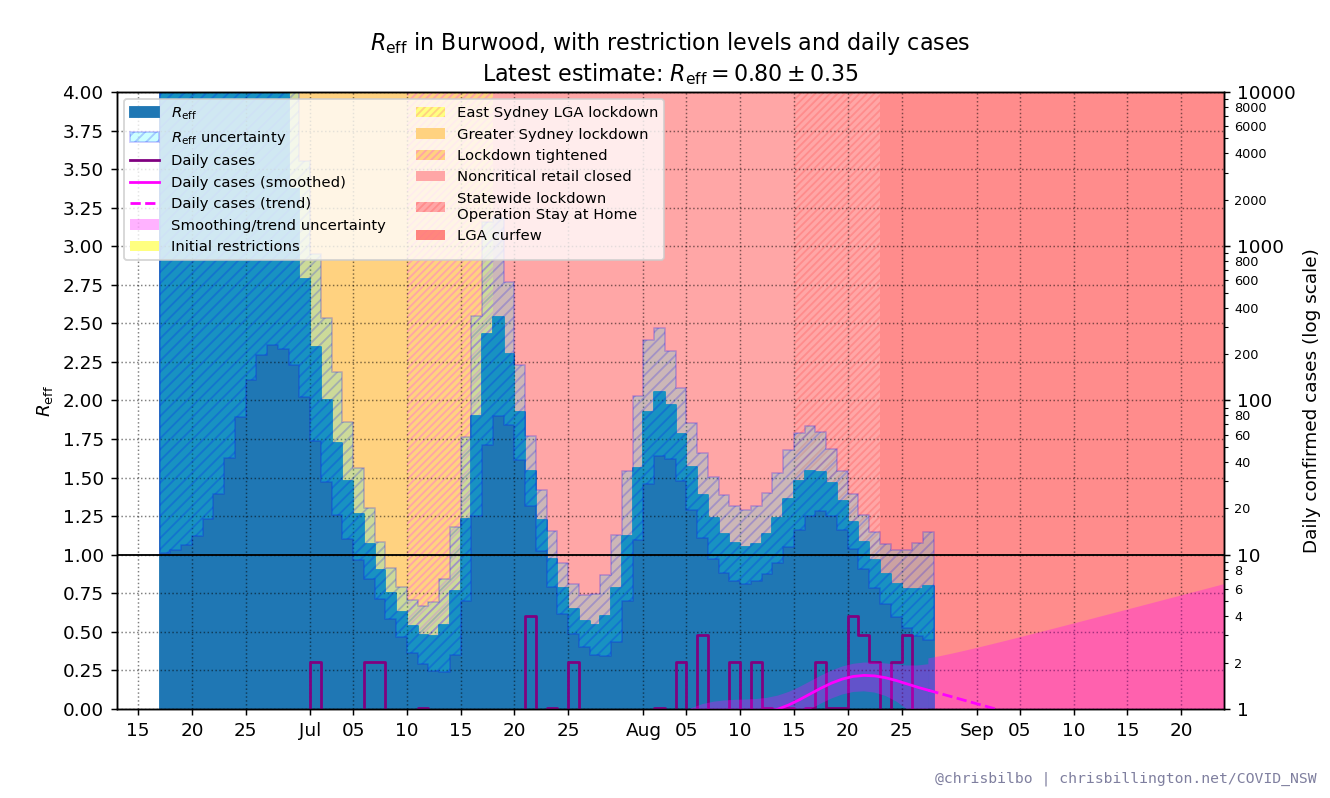 R_eff in Burwood, with restriction levels and daily cases
Latest estimate: R_eff = 0.80 ± 0.35
R_eff
R_eff uncertainty
Daily cases
Daily cases (smoothed)
Daily cases (trend)
Smoothing/trend uncertainty
Initial restrictions
East Sydney LGA lockdown
Greater Sydney lockdown
Lockdown tightened
Noncritical retail closed
Statewide lockdown
Operation Stay at Home
LGA curfew
R_eff
4.00
3.75
3.50
3.25
3.00
2.75
2.50
2.25
2.00
1.75
1.50
1.25
1.00
0.75
0.50
0.25
0.00
10000
8000
6000
4000
2000
1000
800
600
400
200
100
80
60
40
20
10
8
6
4
2
1
Daily confirmed cases (log scale)
15 20 25 Jul 05 10 15 20 25 Aug 05 10 15 20 25 Sep 05 10 15 20
@chrisbilbo | chrisbillington.net/COVID_NSW